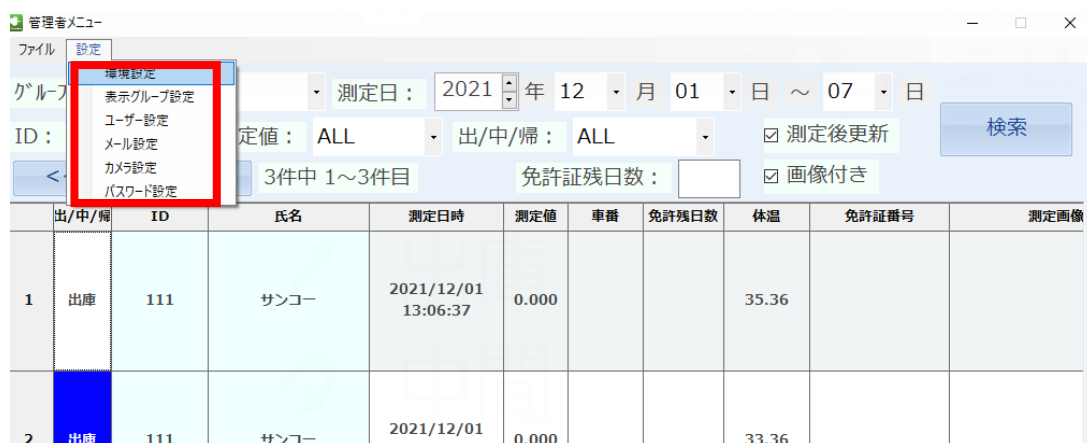 管理者メニュー
ファイル 設定
環境設定
表示グループ設定
ユーザー設定
メール設定
カメラ設定
パスワード設定
測定日： 2021 年 12 月 01 日 ～ 07 日
ID： 定値： ALL 出/中/帰： ALL 測定後更新 検索
3件中 1～3件目 免許証残日数： 画像付き
出/中/帰 ID 氏名 測定日時 測定値 車番 免許残日数 体温 免許証番号 測定画像
1 出庫 111 サンコー 2021/12/01 13:06:37 0.000 35.36
2 出庫 111 サンコー 2021/12/01 0.000 33.36